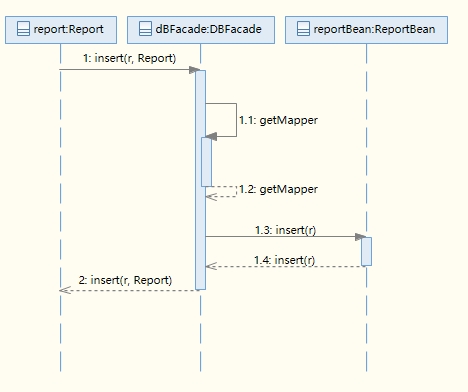 report:Report
dBFacade:DBFacade
reportBean:ReportBean
1: insert(r, Report)
1.1: getMapper
1.2: getMapper
1.3: insert(r)
1.4: insert(r)
2: insert(r, Report)